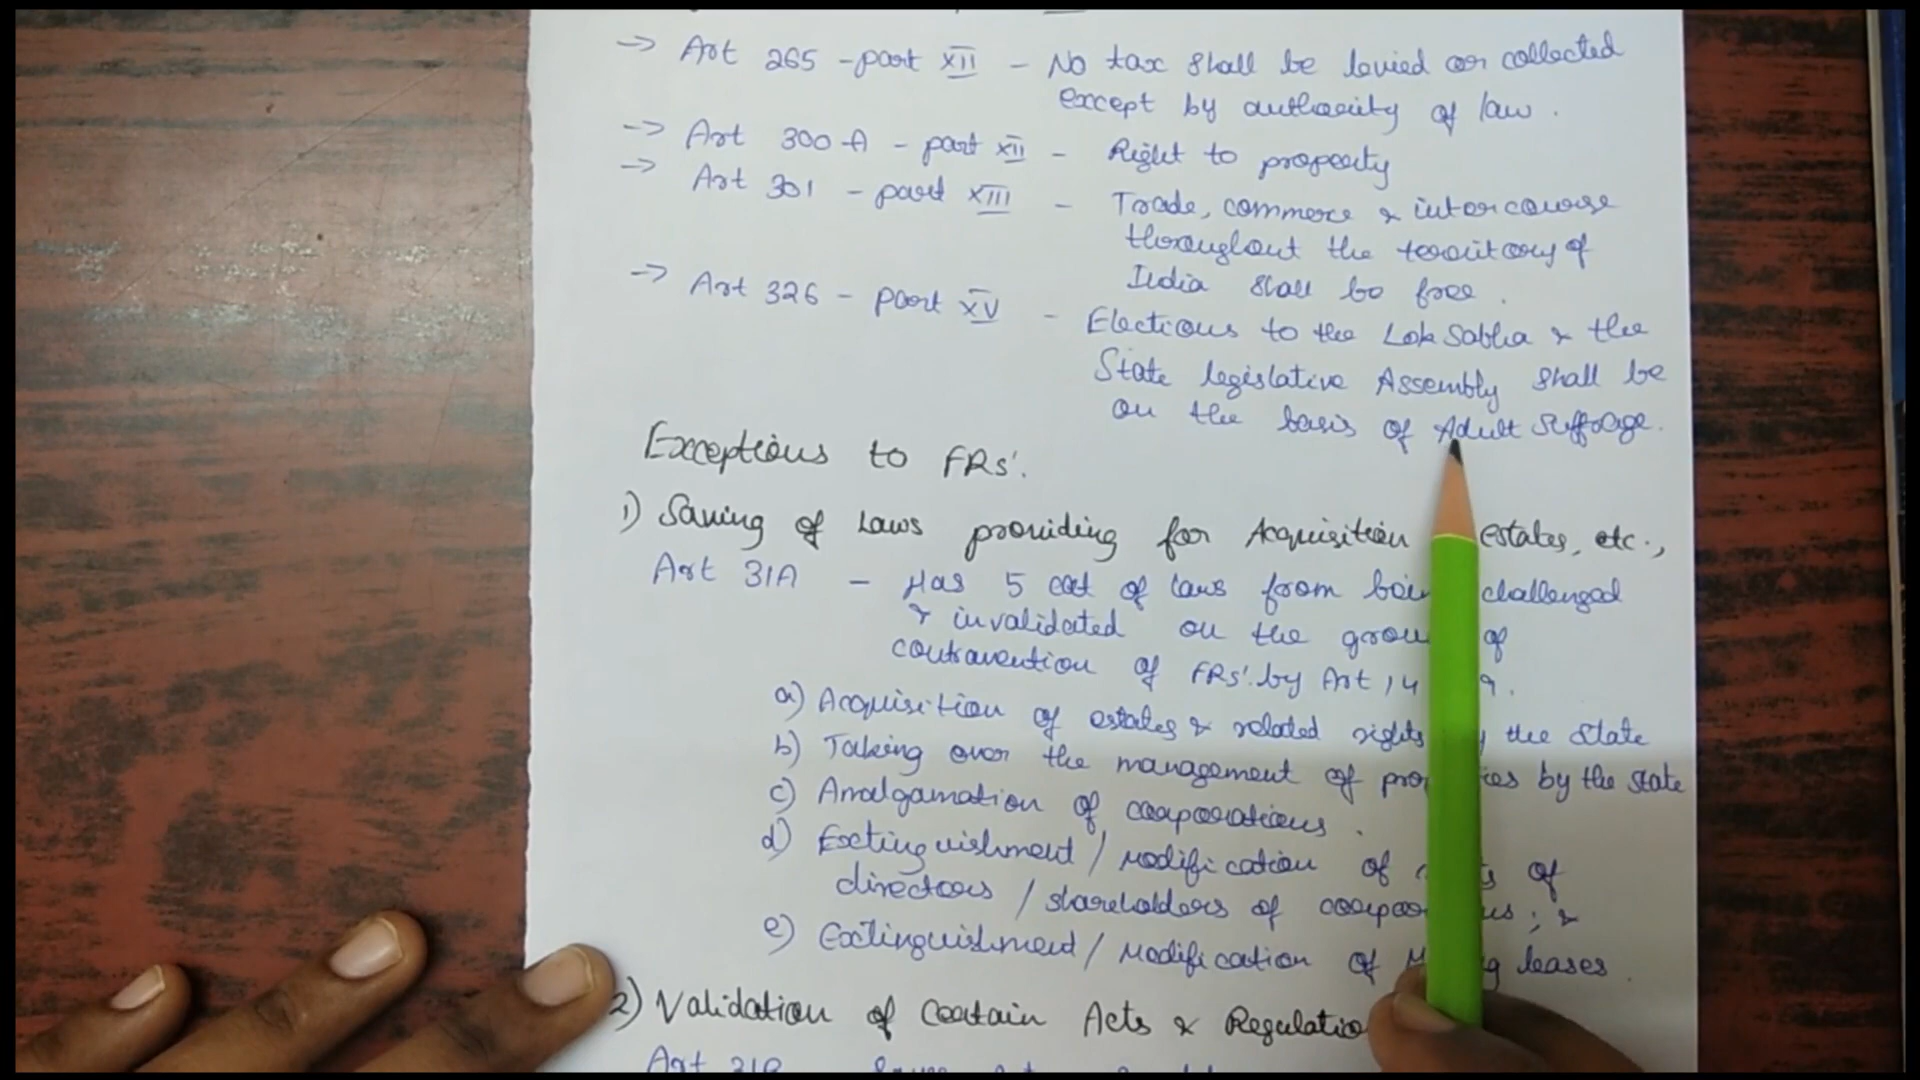 -> Art 265 - part XII - No tax shall be levied or collected
except by authority of law.
-> Art 300-A - part XII - Right to property
-> Art 301 - part XIII - Trade, commerce & intercourse
throughout the territory of
India shall be free.
-> Art 326 - part XV - Elections to the Lok Sabha & the
State legislative Assembly shall be
on the basis of Adult Suffrage.
Exceptions to FRs'.
1) Saving of Laws providing for Acquisition estates, etc.,
Art 31A - Has 5 cat of laws from challenged
& invalidated on the of
contravention of FRs' by Art 14
a) Acquisition of estates & related rights the State
b) Taking over the management of by the state
c) Amalgamation of corporations.
d) Extinguishment / Modification of of
directors / shareholders of ; &
e) Extinguishment / Modification of leases.
2) Validation of Certain Acts &
Art